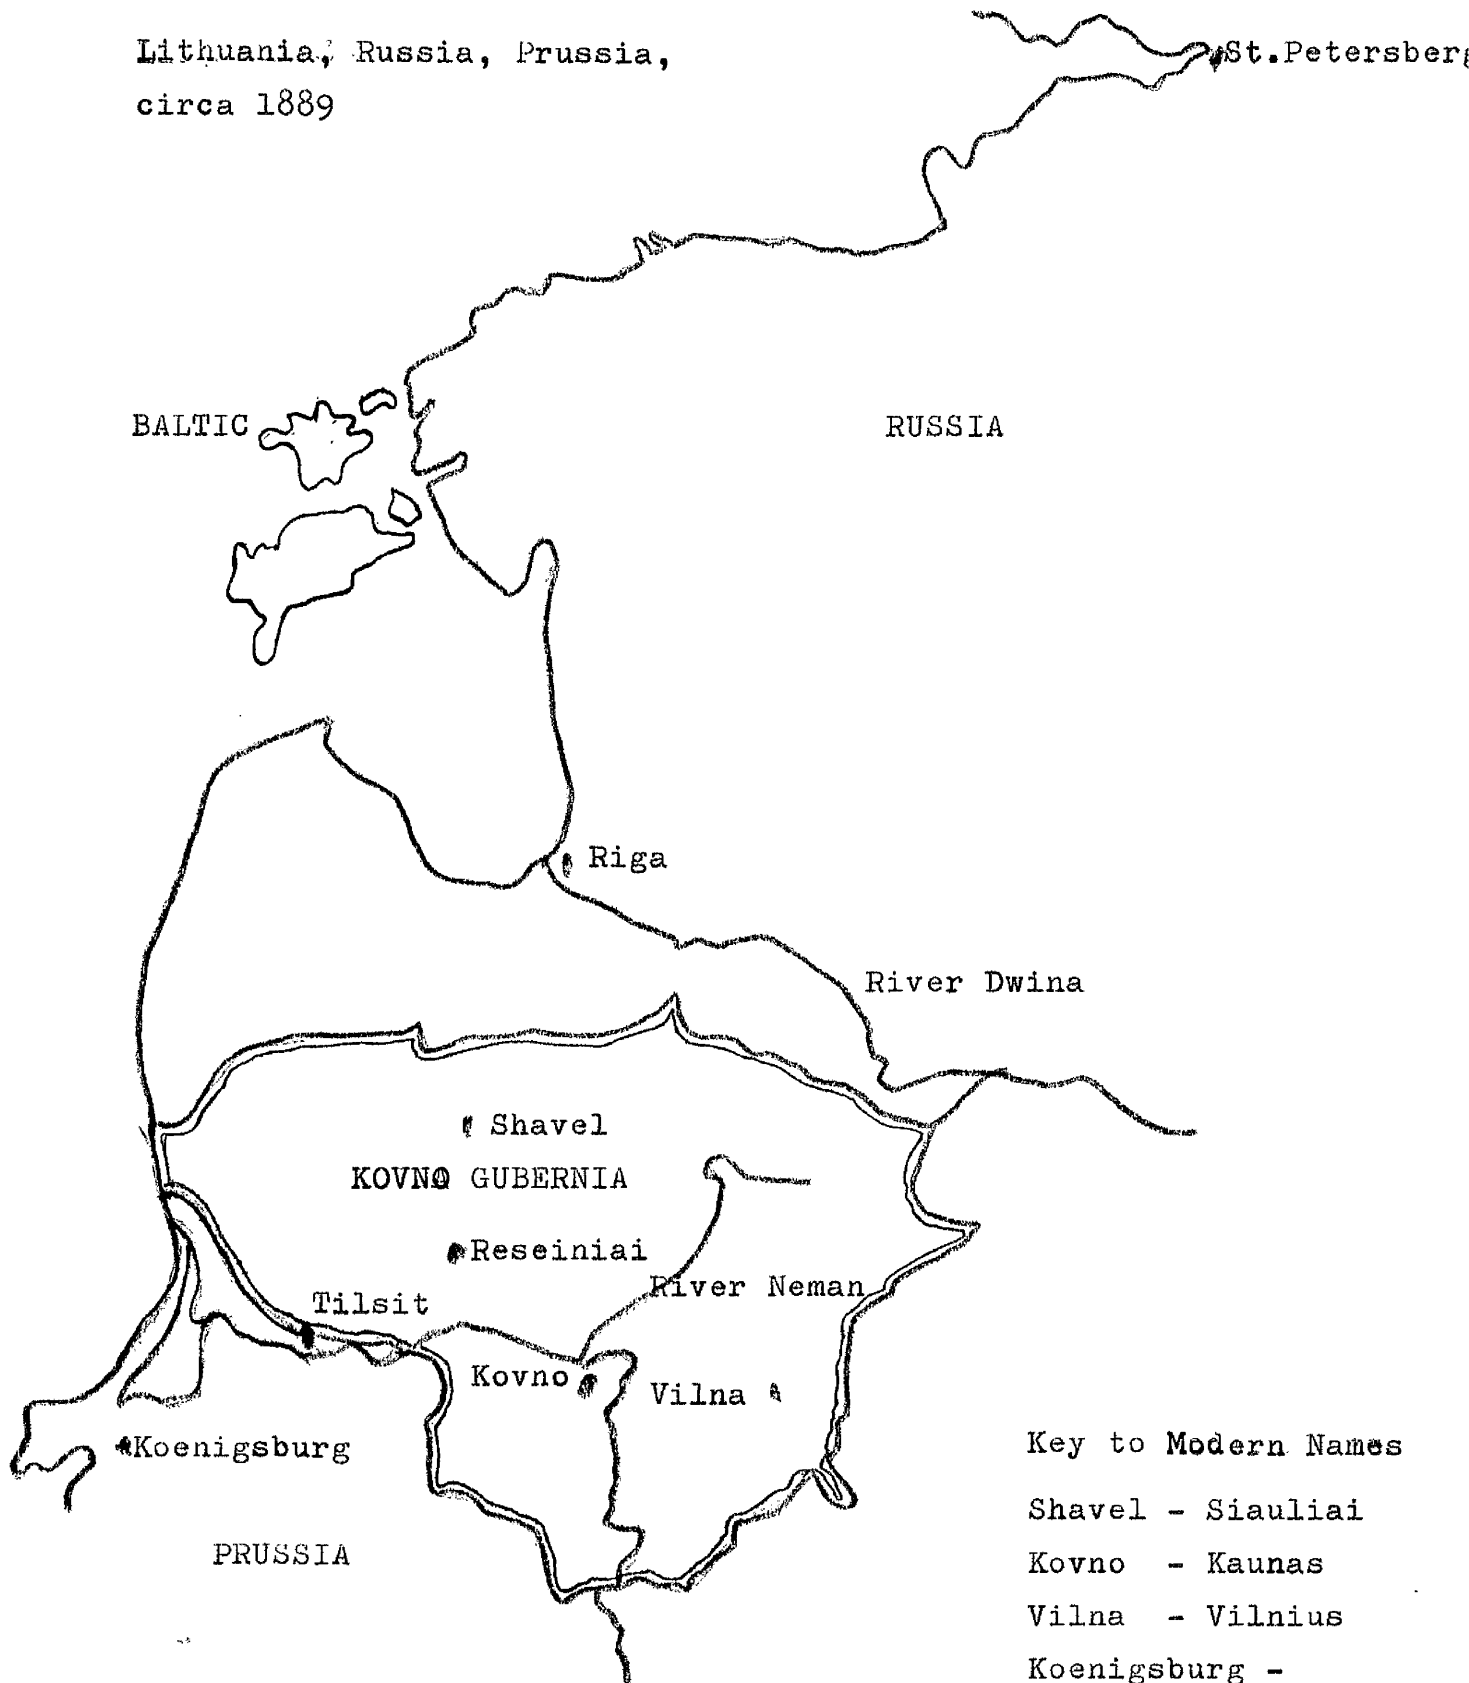 Lithuania, Russia, Prussia,
circa 1889
St.Petersberg
BALTIC
RUSSIA
Riga
River Dwina
Shavel
KOVNO GUBERNIA
Reseiniai
River Neman
Tilsit
Kovno
Vilna
Koenigsburg
PRUSSIA
Key to Modern Names
Shavel - Siauliai
Kovno - Kaunas
Vilna - Vilnius
Koenigsburg -